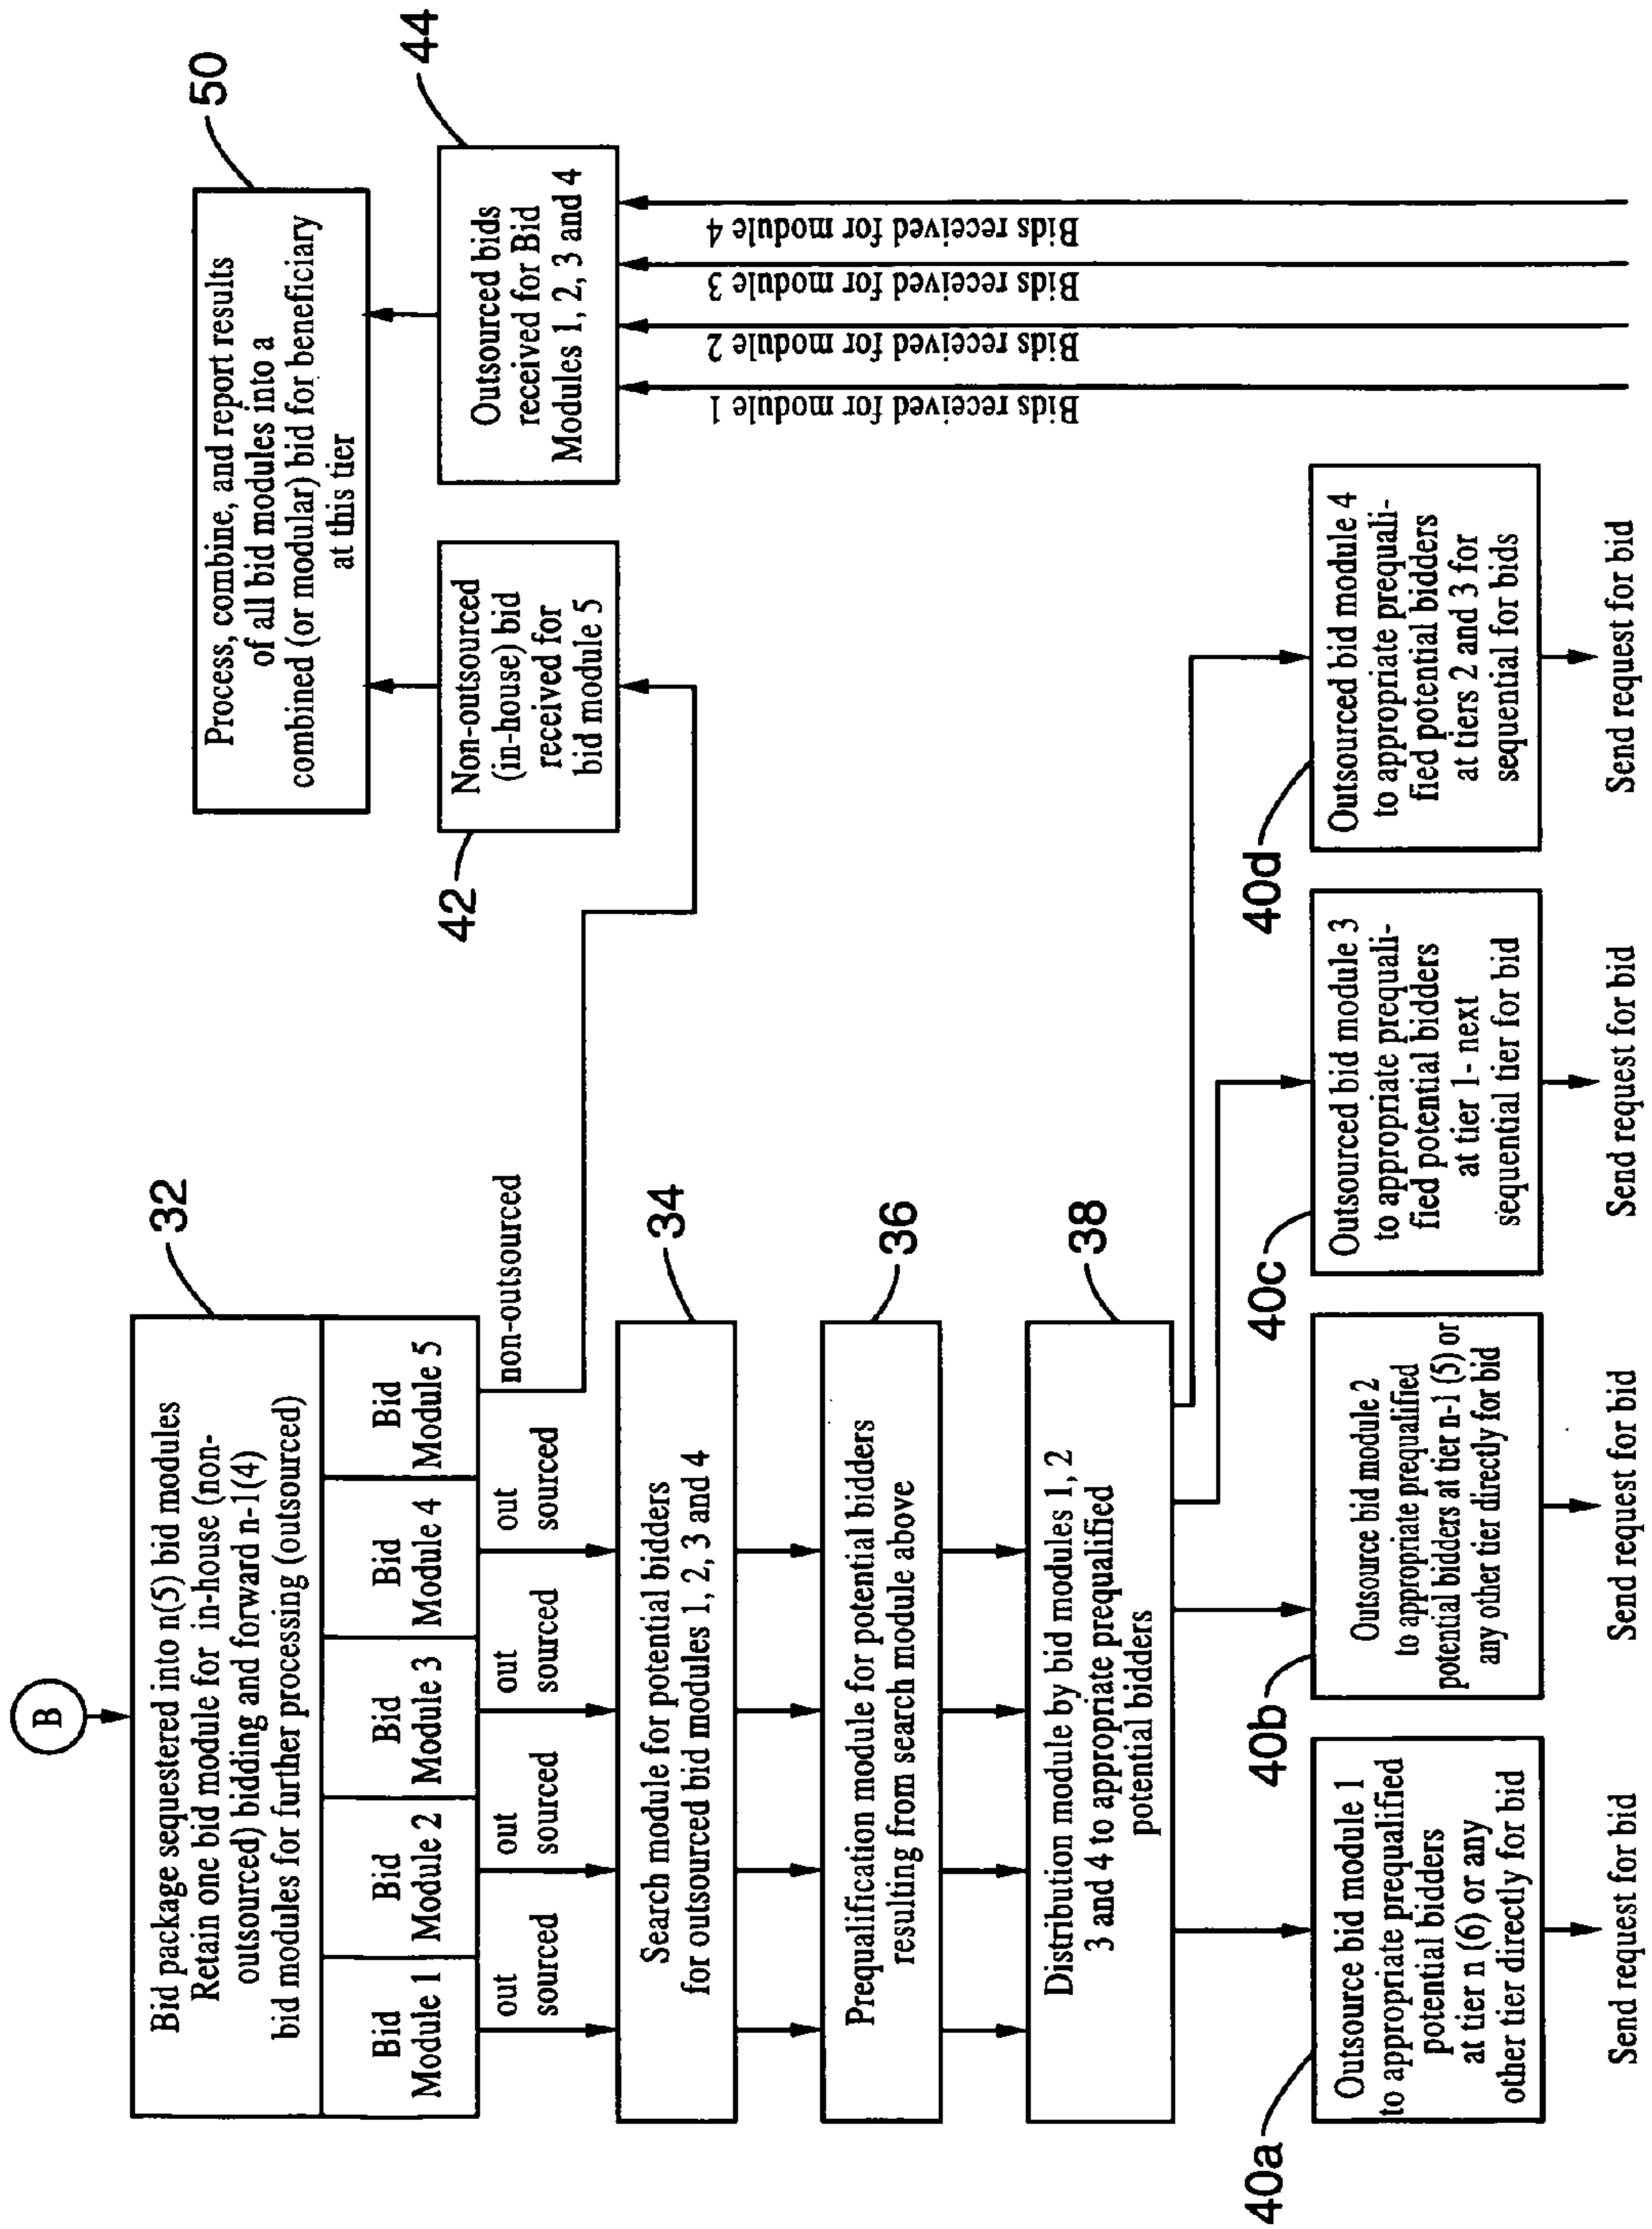 B
32
Bid package sequestered into n(5) bid modules
Retain one bid module for in-house (non-
outsourced) bidding and forward n-1(4)
bid modules for further processing (outsourced)
Bid
Module 1
Bid
Module 2
Bid
Module 3
Bid
Module 4
Bid
Module 5
out
sourced
out
sourced
out
sourced
out
sourced
non-outsourced
34
Search module for potential bidders
for outsourced bid modules 1, 2, 3 and 4
36
Prequalification module for potential bidders
resulting from search module above
38
Distribution module by bid modules 1, 2
3 and 4 to appropriate prequalified
potential bidders
40a
Outsource bid module 1
to appropriate prequalified
potential bidders
at tier n (6) or any
other tier directly for bid
Send request for bid
40b
Outsource bid module 2
to appropriate prequalified
potential bidders at tier n-1 (5) or
any other tier directly for bid
Send request for bid
40c
Outsourced bid module 3
to appropriate prequali-
fied potential bidders
at tier 1- next
sequential tier for bid
Send request for bid
40d
Outsourced bid module 4
to appropriate prequali-
fied potential bidders
at tiers 2 and 3 for
sequential for bids
Send request for bid
50
Process, combine, and report results
of all bid modules into a
combined (or modular) bid for beneficiary
at this tier
42
Non-outsourced
(in-house) bid
received for
bid module 5
44
Outsourced bids
received for Bid
Modules 1, 2, 3 and 4
Bids received for module 1
Bids received for module 2
Bids received for module 3
Bids received for module 4